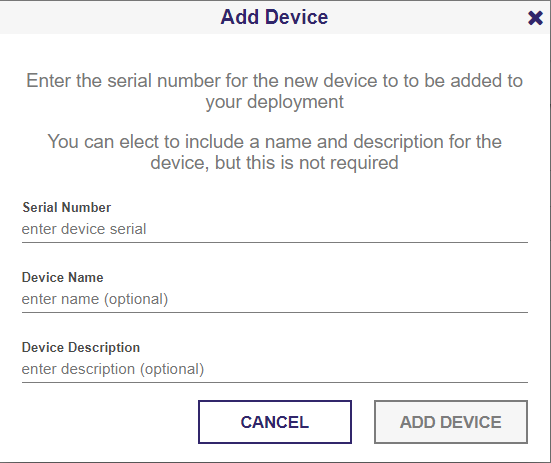 Add Device
Enter the serial number for the new device to to be added to
your deployment
You can elect to include a name and description for the
device, but this is not required
Serial Number
enter device serial
Device Name
enter name (optional)
Device Description
enter description (optional)
CANCEL
ADD DEVICE